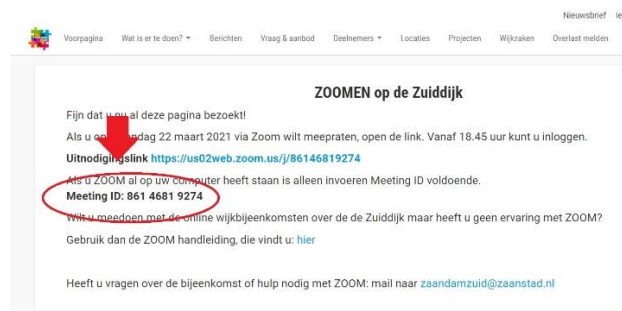 Nieuwsbrief
Voorpagina Wat is er te doen? Berichten Vraag & aanbod Deelnemers Locaties Projecten Wijkzaken Overlast melden
ZOOMEN op de Zuiddijk
Fijn dat u nu al deze pagina bezoekt!
Als u op maandag 22 maart 2021 via Zoom wilt meepraten, open de link. Vanaf 18.45 uur kunt u inloggen.
Uitnodigingslink https://us02web.zoom.us/j/86146819274
Als u ZOOM al op uw computer heeft staan is alleen invoeren Meeting ID voldoende.
Meeting ID: 861 4681 9274
Wilt u meedoen met de online wijkbijeenkomsten over de de Zuiddijk maar heeft u geen ervaring met ZOOM?
Gebruik dan de ZOOM handleiding, die vindt u: hier
Heeft u vragen over de bijeenkomst of hulp nodig met ZOOM: mail naar zaandamzuid@zaanstad.nl